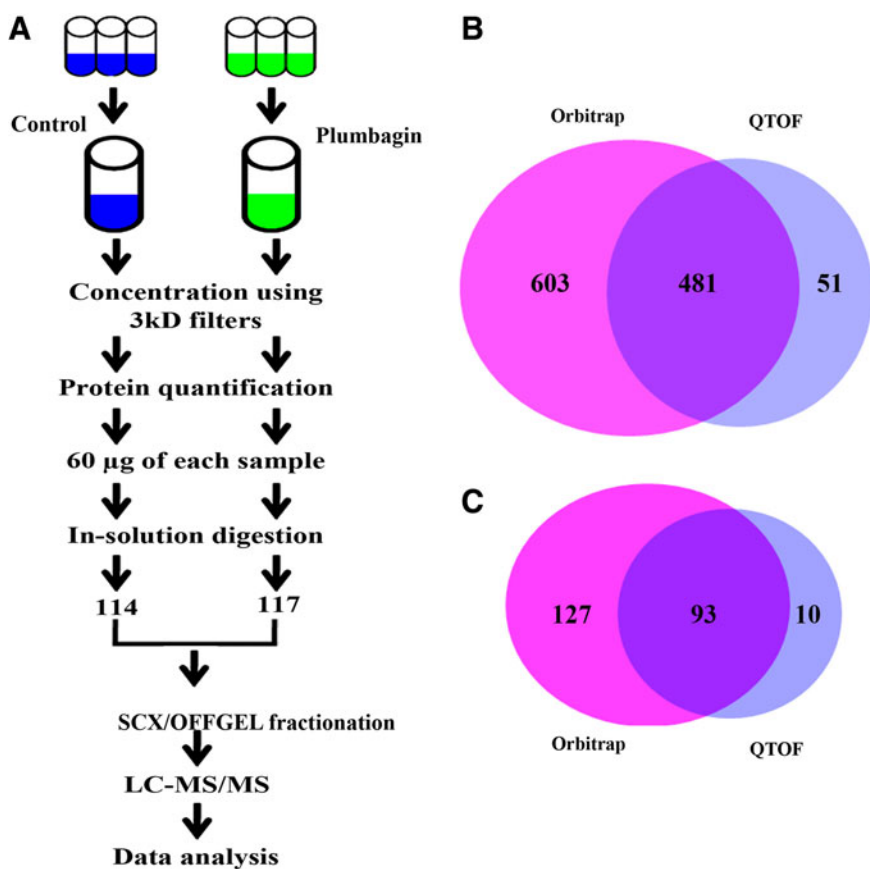 A
Control
Plumbagin
Concentration using
3kD filters
Protein quantification
60 µg of each sample
In-solution digestion
114
117
SCX/OFFGEL fractionation
LC-MS/MS
Data analysis
B
Orbitrap
QTOF
603
481
51
C
127
93
10
Orbitrap
QTOF